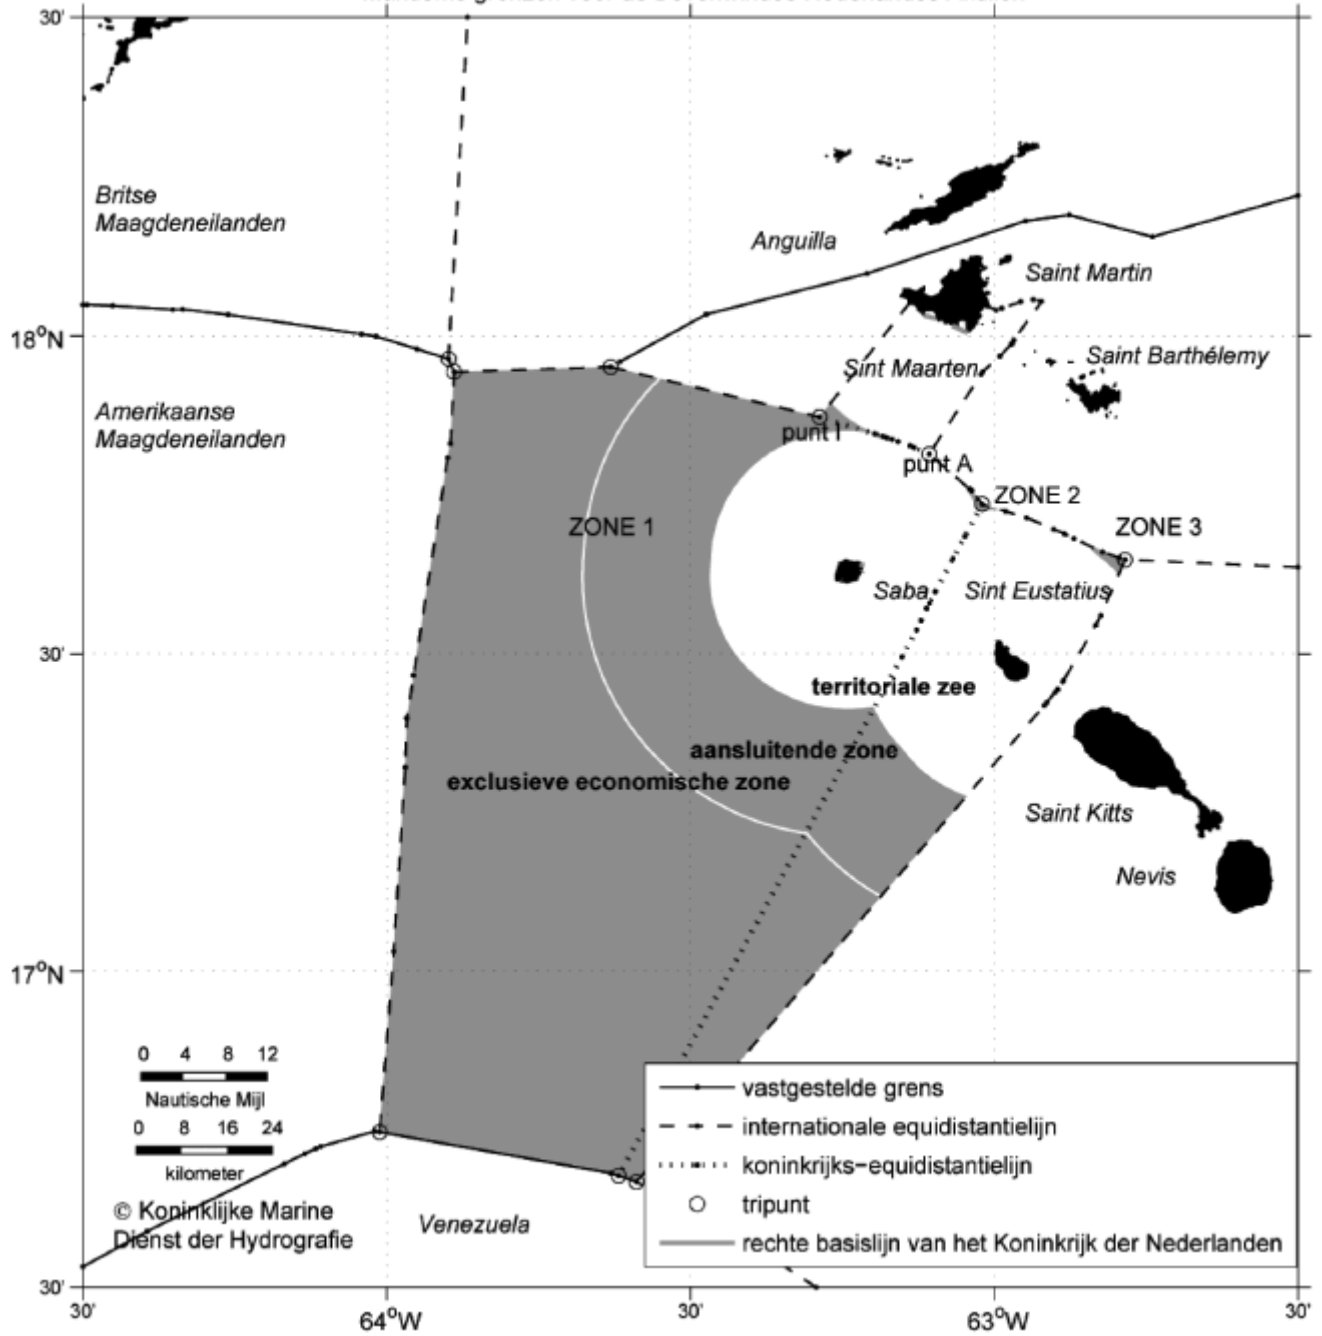 30'
Britse
Maagdeneilanden
Anguilla
Saint Martin
18°N
Sint Maarten
Saint Barthélemy
Amerikaanse
Maagdeneilanden
punt I
punt A
ZONE 2
ZONE 1
ZONE 3
Saba
Sint Eustatius
30'
territoriale zee
aansluitende zone
exclusieve economische zone
Saint Kitts
Nevis
17°N
0 4 8 12
Nautische Mijl
0 8 16 24
kilometer
© Koninklijke Marine
Dienst der Hydrografie
Venezuela
vastgestelde grens
internationale equidistantielijn
koninkrijks-equidistantielijn
tripunt
rechte basislijn van het Koninkrijk der Nederlanden
30'
30' 64°W 30' 63°W 30'